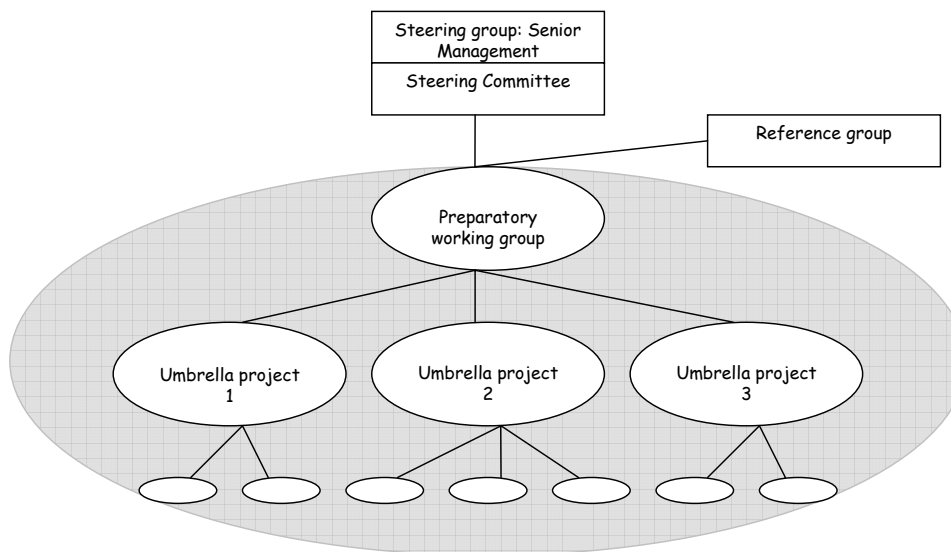 Steering group: Senior
Management
Steering Committee
Reference group
Preparatory
working group
Umbrella project
1
Umbrella project
2
Umbrella project
3